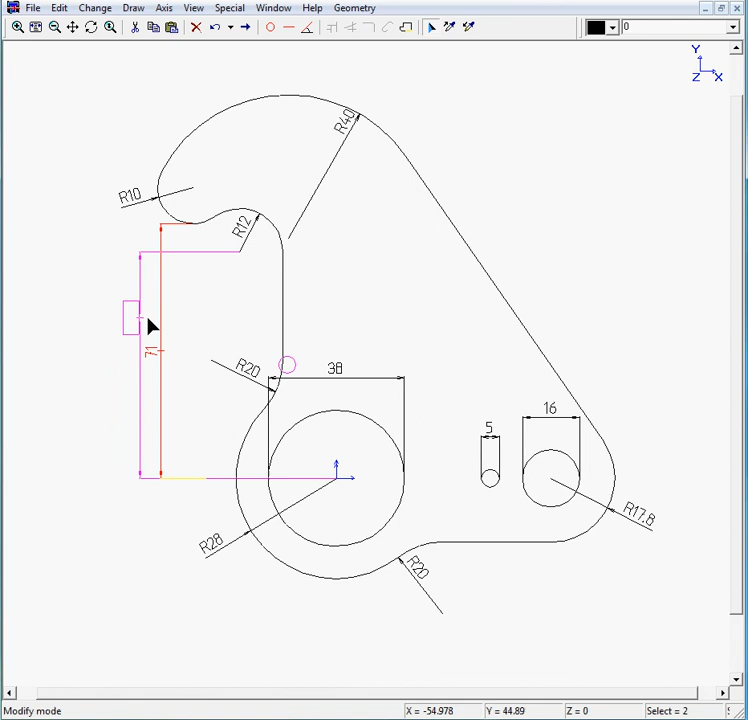 File Edit Change Draw Axis View Special Window Help Geometry
0
Y
Z X
R40
R10
R12
71
R20
38
16
5
R28
R17.8
R20
Modify mode X = -54.978 Y = 44.89 Z = 0 Select = 2